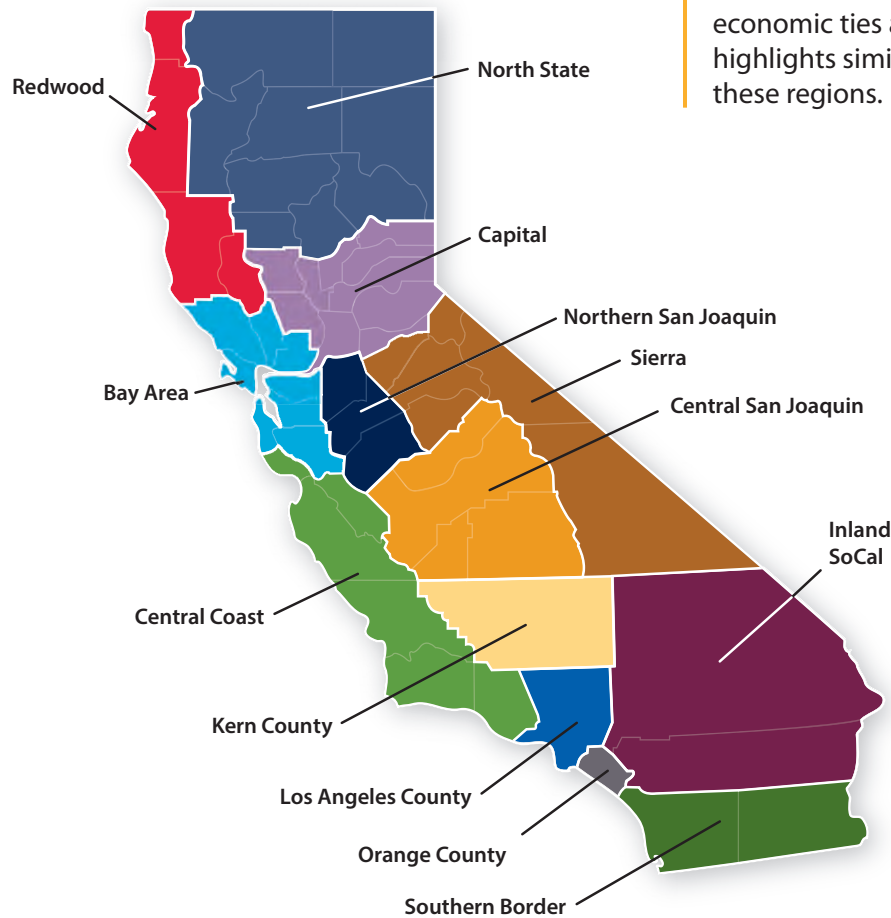 economic ties
highlights
these regions.
North State
Redwood
Capital
Northern San Joaquin
Sierra
Bay Area
Central San Joaquin
Inland
SoCal
Central Coast
Kern County
Los Angeles County
Orange County
Southern Border